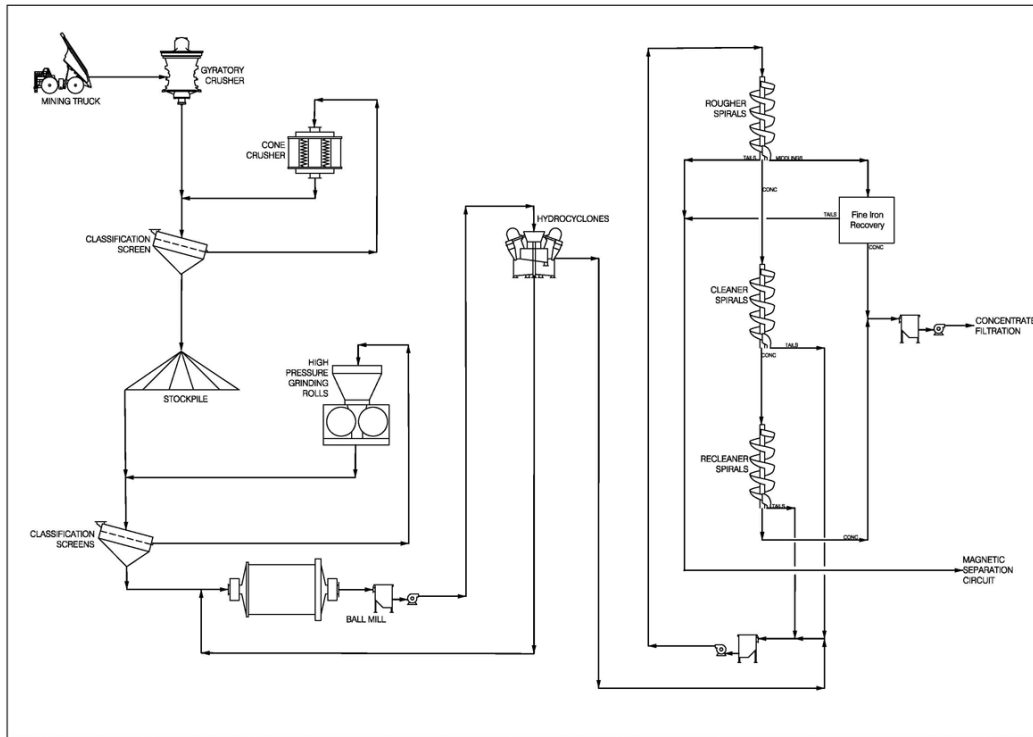 MINING TRUCK
GYRATORY
CRUSHER
CONE
CRUSHER
CLASSIFICATION
SCREEN
STOCKPILE
HIGH
PRESSURE
GRINDING
ROLLS
CLASSIFICATION
SCREENS
BALL MILL
HYDROCYCLONES
ROUGHER
SPIRALS
TAILS
MIDDLINGS
CONC
TAILS
Fine Iron
Recovery
CONC
CLEANER
SPIRALS
TAILS
CONC
CONCENTRATE
FILTRATION
RECLEANER
SPIRALS
TAILS
CONC
MAGNETIC
SEPARATION
CIRCUIT